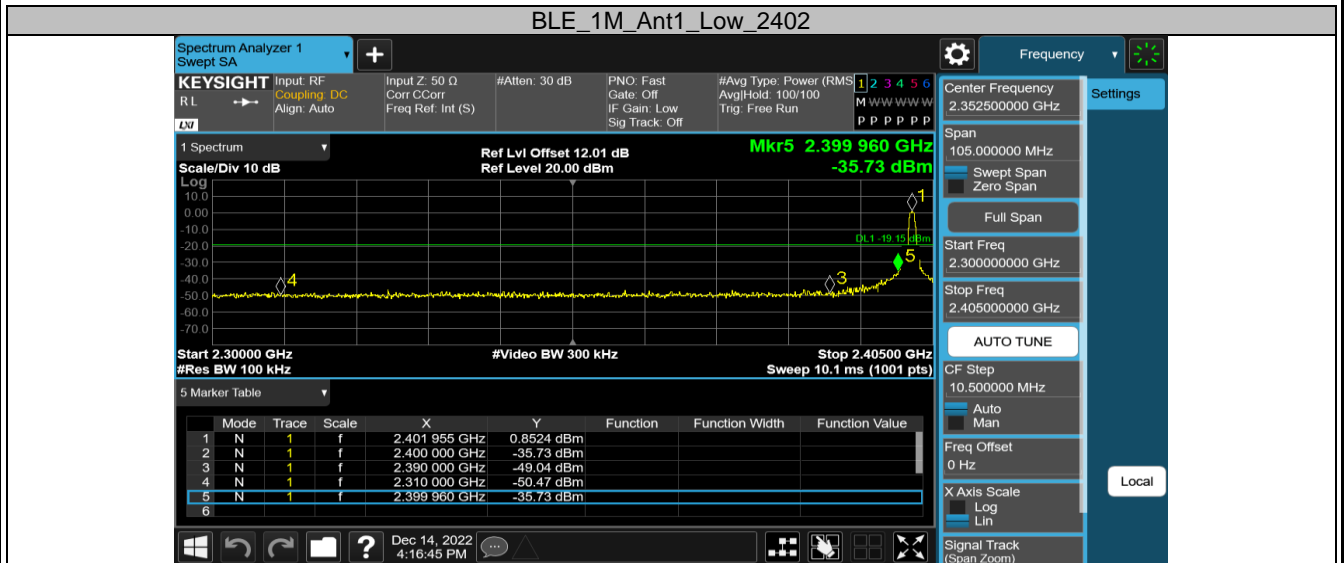 BLE_1M_Ant1_Low_2402
Spectrum Analyzer 1
Swept SA
+
Frequency
KEYSIGHT
RL
LXI
Input: RF
Coupling: DC
Align: Auto
Input Z: 50 Ω
Corr CCorr
Freq Ref: Int (S)
#Atten: 30 dB
PNO: Fast
Gate: Off
IF Gain: Low
Sig Track: Off
#Avg Type: Power (RMS
Avg|Hold: 100/100
Trig: Free Run
1 2 3 4 5 6
M W W W W W
P P P P P P
1 Spectrum
Scale/Div 10 dB
Ref Lvl Offset 12.01 dB
Ref Level 20.00 dBm
Mkr5 2.399 960 GHz
-35.73 dBm
Log
10.0
0.00
-10.0
-20.0
-30.0
-40.0
-50.0
-60.0
-70.0
1
DL1 -19.15 dBm
5
4
3
Start 2.30000 GHz
#Video BW 300 kHz
Stop 2.40500 GHz
#Res BW 100 kHz
Sweep 10.1 ms (1001 pts)
5 Marker Table
Mode Trace Scale X Y Function Function Width Function Value
1 N 1 f 2.401 955 GHz 0.8524 dBm
2 N 1 f 2.400 000 GHz -35.73 dBm
3 N 1 f 2.390 000 GHz -49.04 dBm
4 N 1 f 2.310 000 GHz -50.47 dBm
5 N 1 f 2.399 960 GHz -35.73 dBm
6
?
Dec 14, 2022
4:16:45 PM
Center Frequency
2.352500000 GHz
Settings
Span
105.000000 MHz
Swept Span
Zero Span
Full Span
Start Freq
2.300000000 GHz
Stop Freq
2.405000000 GHz
AUTO TUNE
CF Step
10.500000 MHz
Auto
Man
Freq Offset
0 Hz
Local
X Axis Scale
Log
Lin
Signal Track
(Span Zoom)